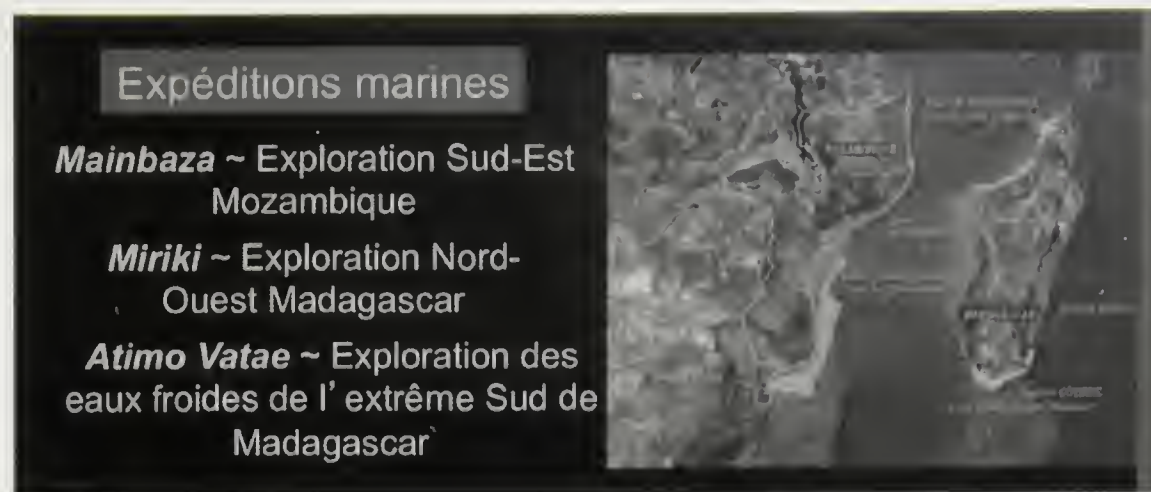 Expéditions marines
Mainbaza ~ Exploration Sud-Est
Mozambique
Miriki ~ Exploration Nord-
Ouest Madagascar
Atimo Vatae ~ Exploration des
eaux froides de l' extrême Sud de
Madagascar